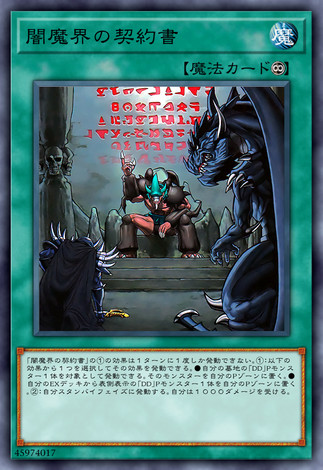 闇魔界の契約書
魔
【魔法カード】
「闇魔界の契約書」の①の効果は1ターンに1度しか発動できない。①:以下
の効果から1つを選択してその効果を発動できる。●自分の墓地の「DD」Pモン
スター1体を対象として発動できる。そのモンスターを自分のPゾーンに置く。●
自分のEXデッキから表側表示の「DD」Pモンスター1体を自分のPゾーンに置く。
②:自分スタンバイフェイズに発動する。自分は1000ダメージを受ける。
45974017